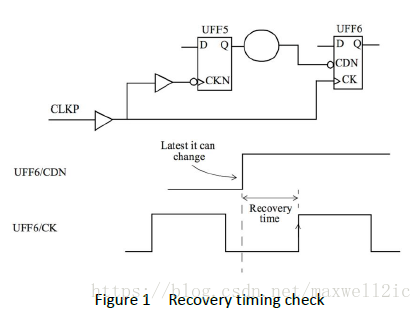 UFF5
UFF6
D Q
D Q
CDN
CKN
CK
CLKP
Latest it can
change
UFF6/CDN
Recovery
time
UFF6/CK
https://blog.csdn.net/maxwell2ic
Figure 1 Recovery timing check